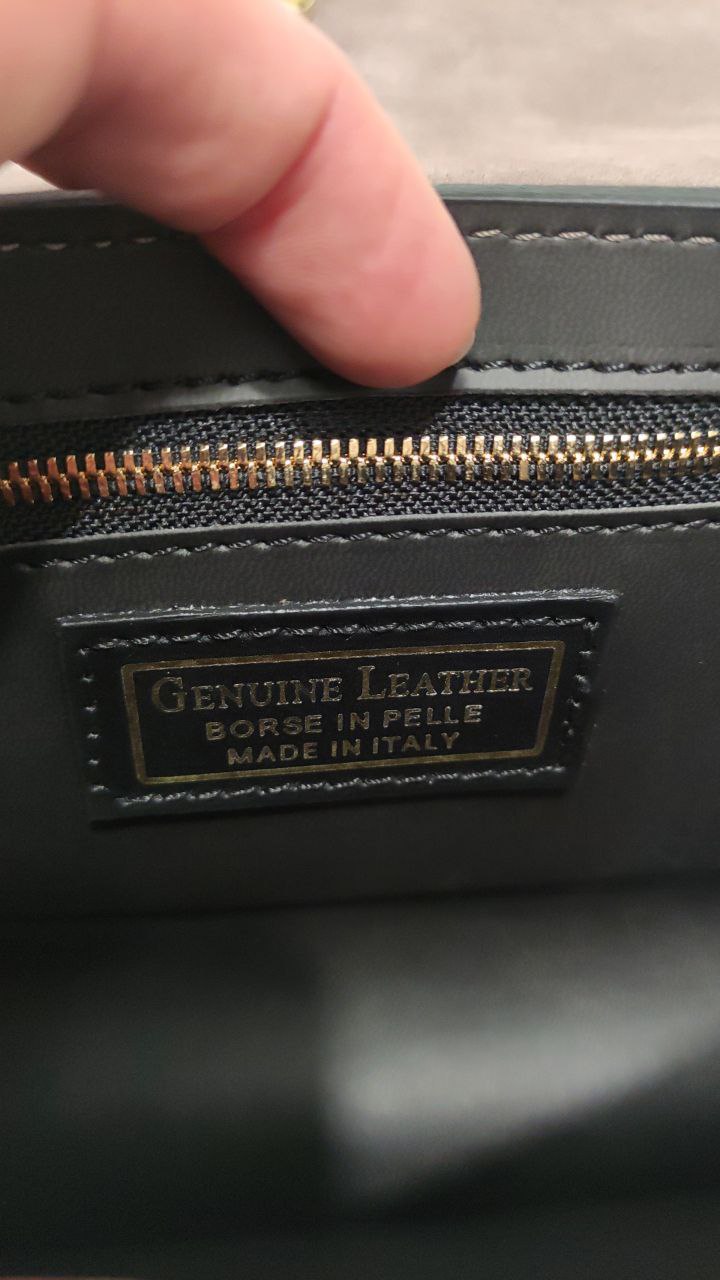 GENUINE LEATHER
BORSE IN PELLE
MADE IN ITALY